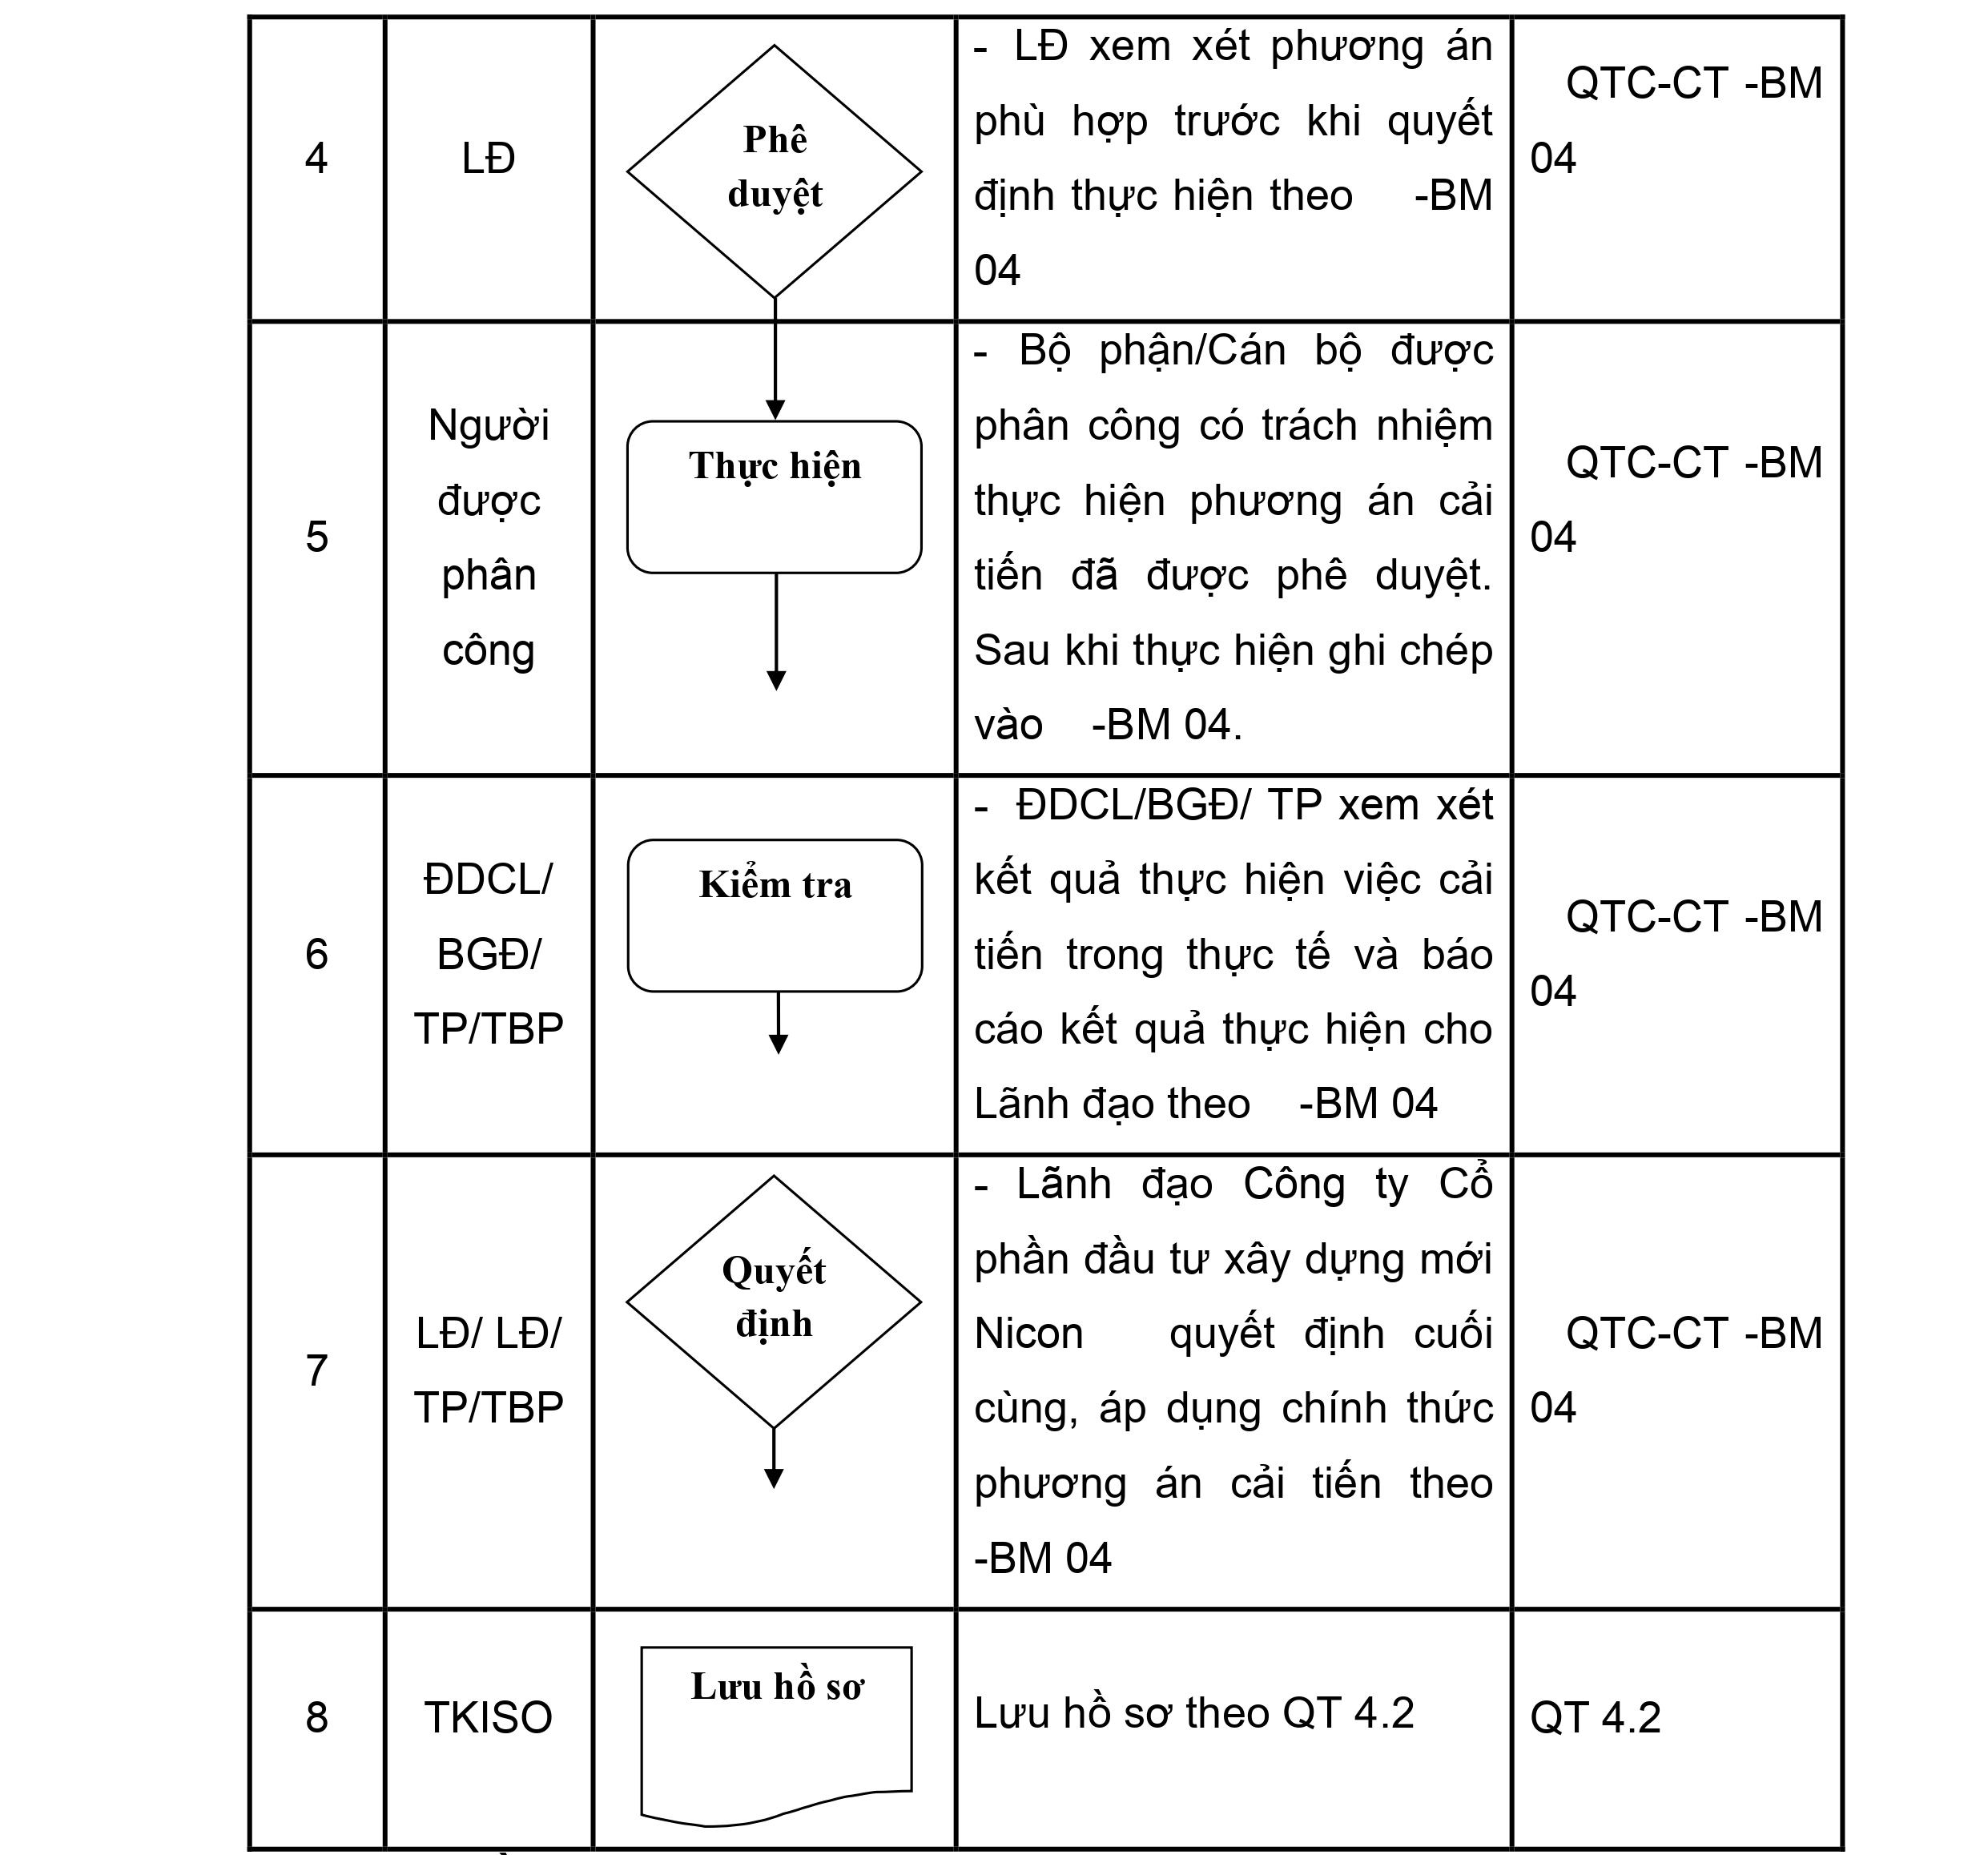 4
LĐ
Phê
duyệt
- LĐ xem xét phương án
phù hợp trước khi quyết
định thực hiện theo -BM
04
QTC-CT -BM
04
5
Người
được
phân
công
Thực hiện
- Bộ phận/Cán bộ được
phân công có trách nhiệm
thực hiện phương án cải
tiến đã được phê duyệt.
Sau khi thực hiện ghi chép
vào -BM 04.
QTC-CT -BM
04
6
ĐDCL/
BGĐ/
TP/TBP
Kiểm tra
- ĐDCL/BGĐ/ TP xem xét
kết quả thực hiện việc cải
tiến trong thực tế và báo
cáo kết quả thực hiện cho
Lãnh đạo theo -BM 04
QTC-CT -BM
04
7
LĐ/ LĐ/
TP/TBP
Quyết
định
- Lãnh đạo Công ty Cổ
phần đầu tư xây dựng mới
Nicon quyết định cuối
cùng, áp dụng chính thức
phương án cải tiến theo
-BM 04
QTC-CT -BM
04
8
TKISO
Lưu hồ sơ
Lưu hồ sơ theo QT 4.2
QT 4.2